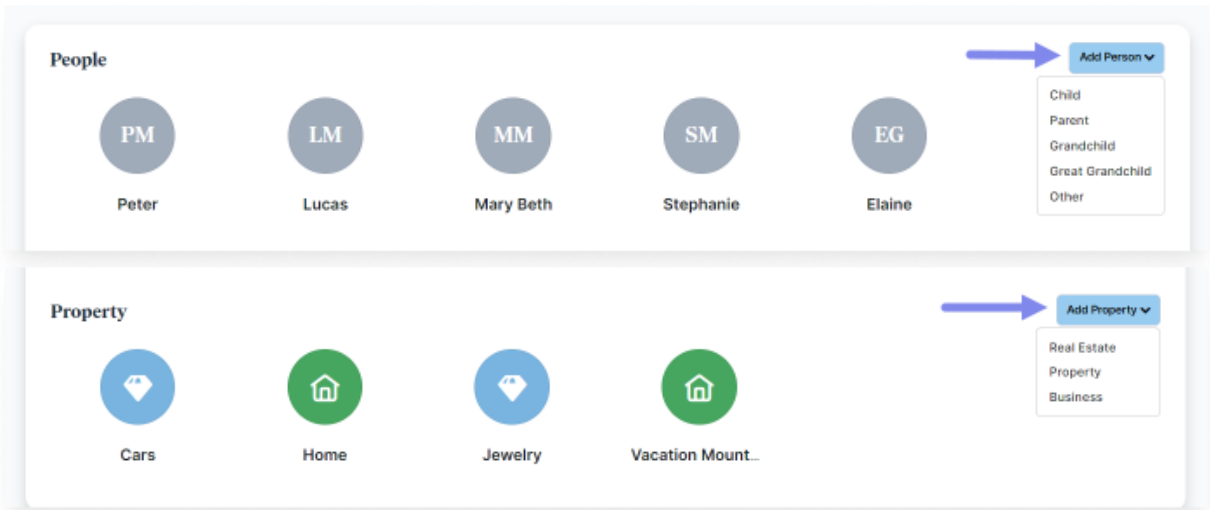 People
Add Person
Child
Parent
Grandchild
Great Grandchild
Other
PM LM MM SM EG
Peter Lucas Mary Beth Stephanie Elaine
Property
Add Property
Real Estate
Property
Business
Cars Home Jewelry Vacation Mount...